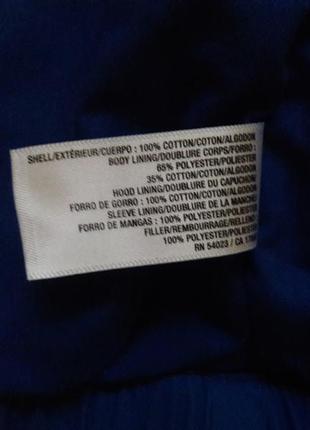 SHELL/EXTÉRIEUR/CUERPO : 100% COTTON/COTON/ALGODON
BODY LINING/DOUBLURE CORPS/FORRO :
65% POLYESTER/POLIESTER
35% COTTON/COTON/ALGODON
HOOD LINING/DOUBLURE DU CAPUCHON
FORRO DE GORRO : 100% COTTON/COTON/ALGODON
SLEEVE LINING/DOUBLURE DE LA MANCHE
FORRO DE MANGAS : 100% POLYESTER/POLIESTER
FILLER/REMBOURRAGE/RELLENO
100% POLYESTER/POLIESTER
RN 54023 / CA